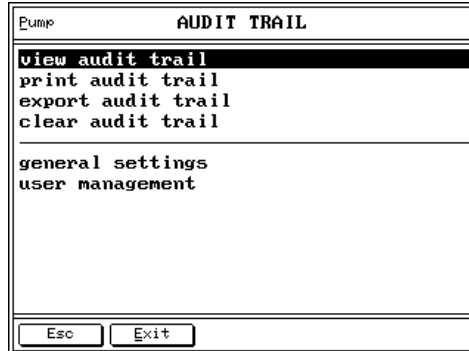 Pump AUDIT TRAIL
view audit trail
print audit trail
export audit trail
clear audit trail
general settings
user management
Esc Exit